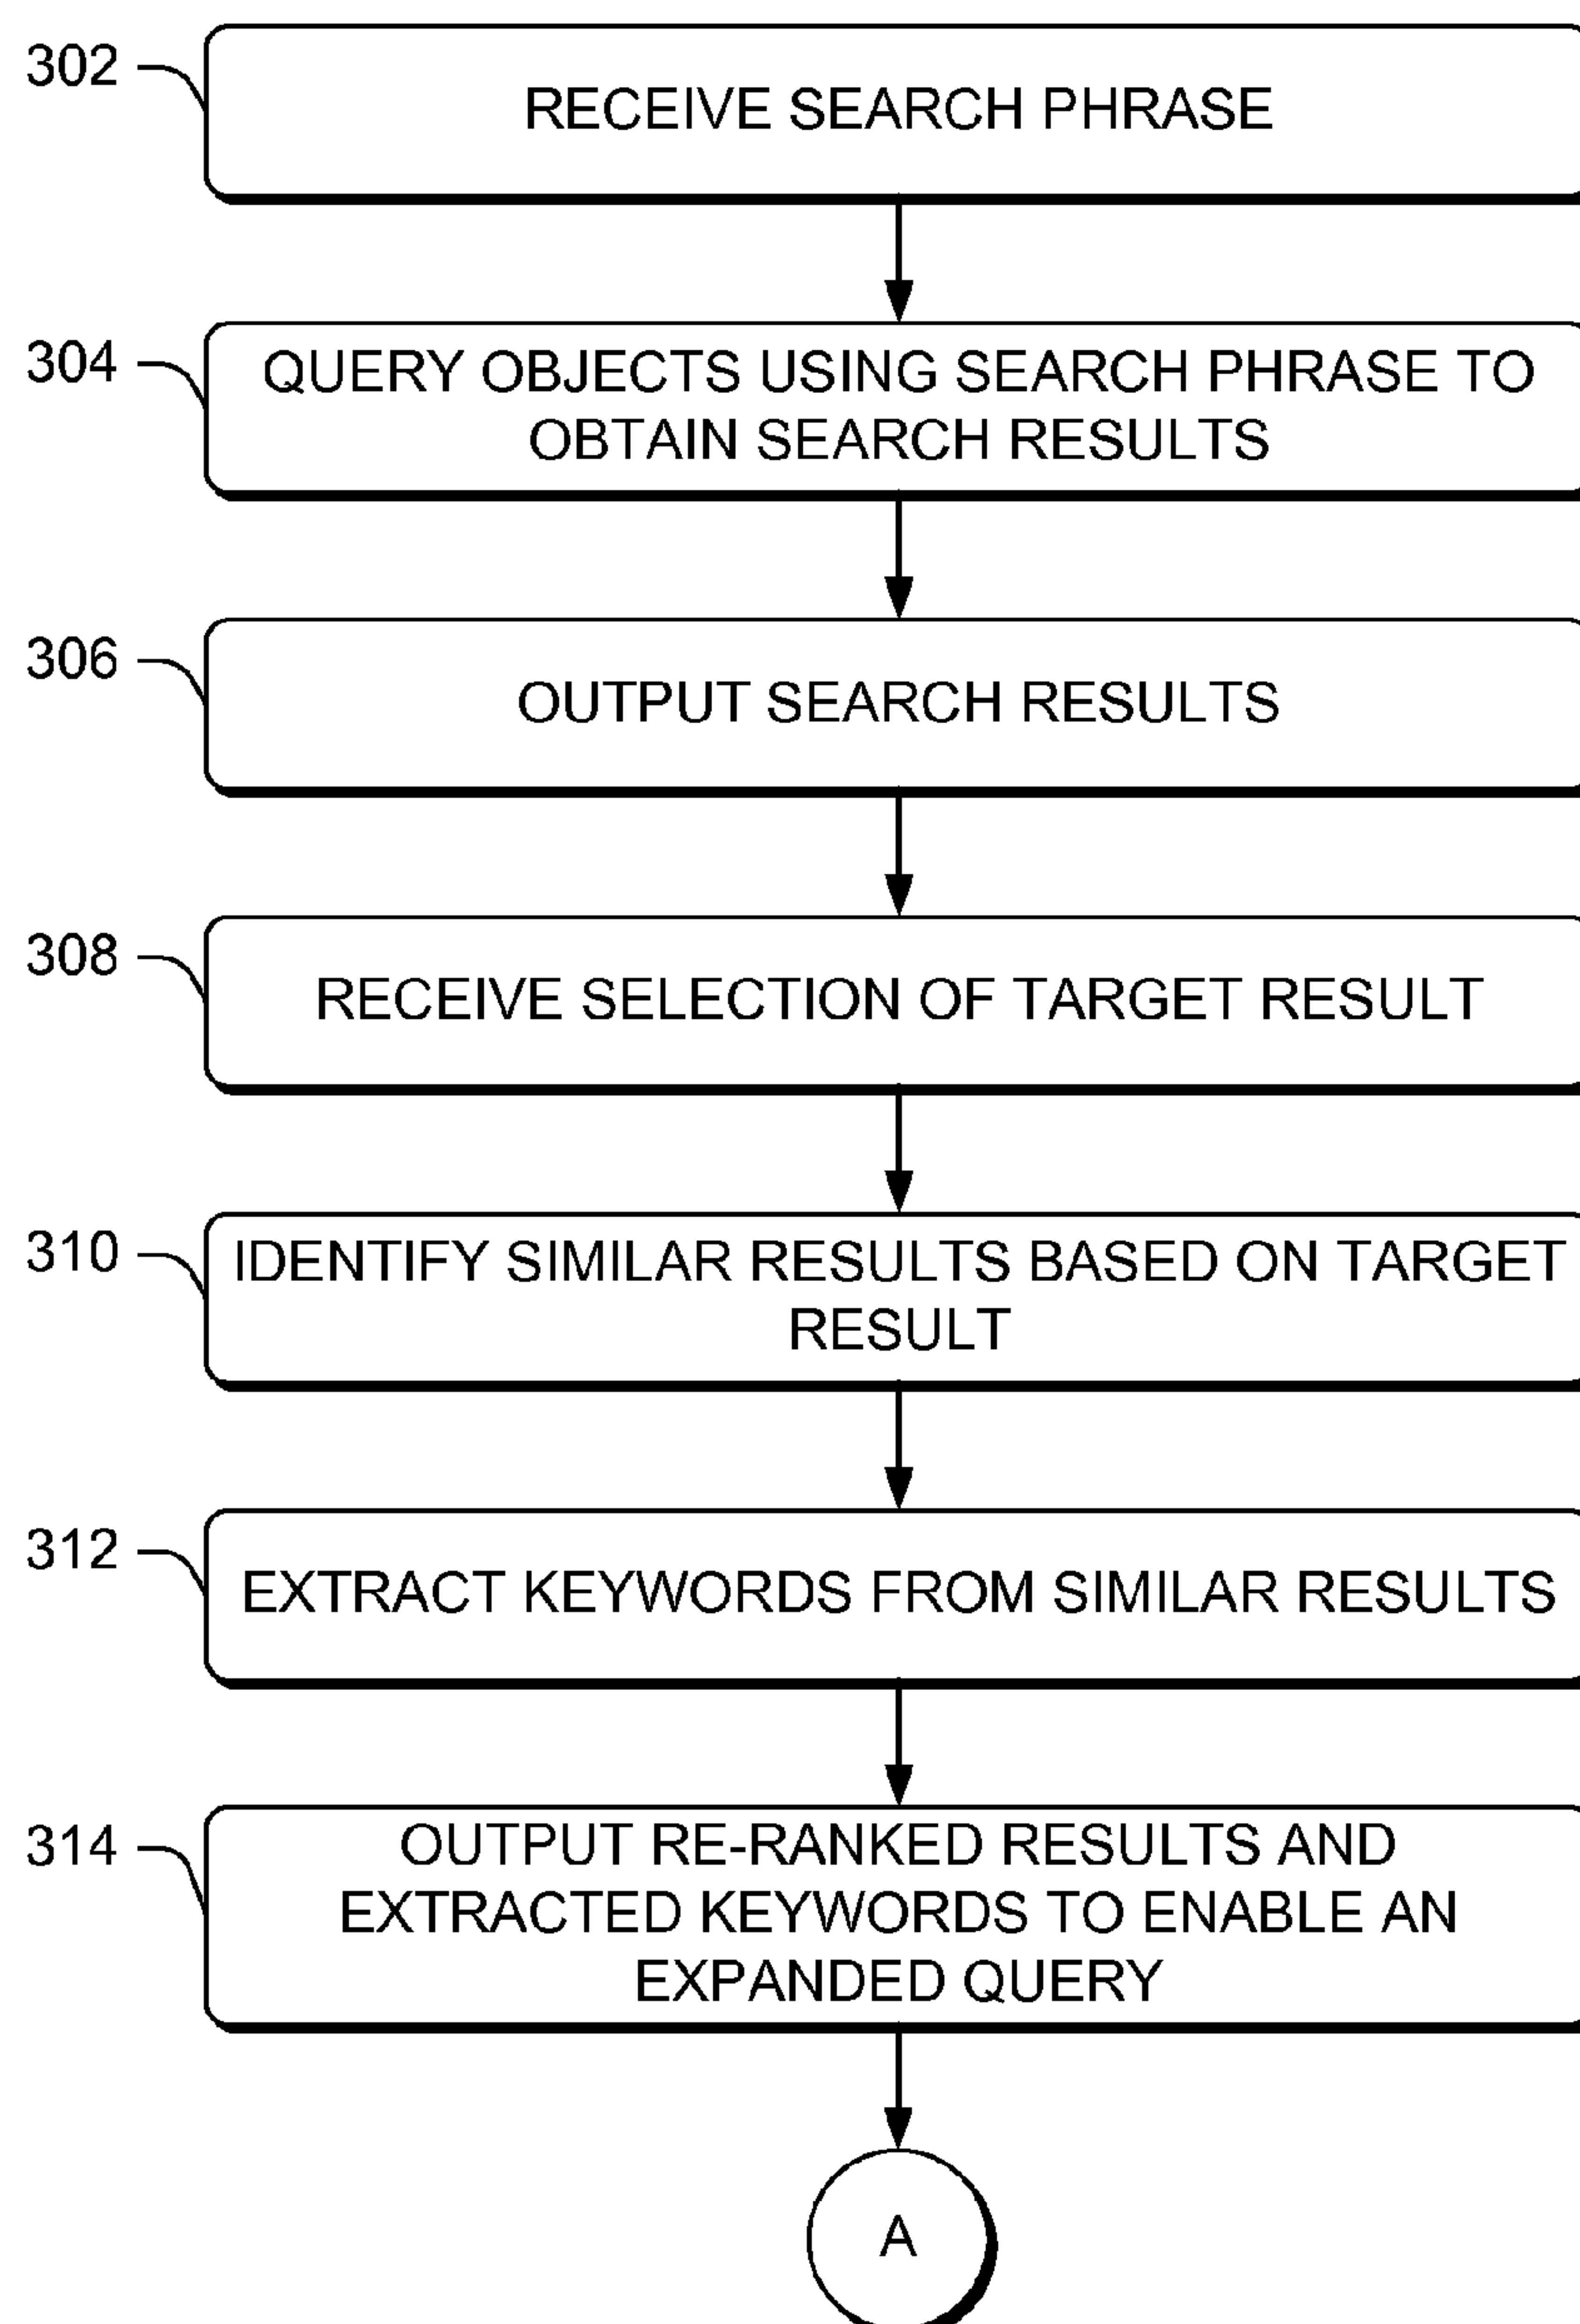 302
RECEIVE SEARCH PHRASE
304
QUERY OBJECTS USING SEARCH PHRASE TO
OBTAIN SEARCH RESULTS
306
OUTPUT SEARCH RESULTS
308
RECEIVE SELECTION OF TARGET RESULT
310
IDENTIFY SIMILAR RESULTS BASED ON TARGET
RESULT
312
EXTRACT KEYWORDS FROM SIMILAR RESULTS
314
OUTPUT RE-RANKED RESULTS AND
EXTRACTED KEYWORDS TO ENABLE AN
EXPANDED QUERY
A